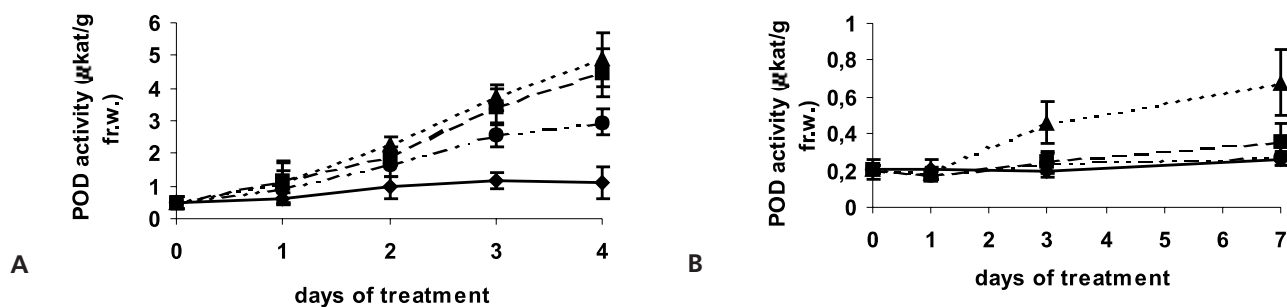 POD activity (μkat/g
fr.w.)
6
5
4
3
2
1
0
0 1 2 3 4
days of treatment
A
POD activity (μkat/g
fr.w.)
1
0,8
0,6
0,4
0,2
0
0 1 2 3 4 5 6 7
days of treatment
B